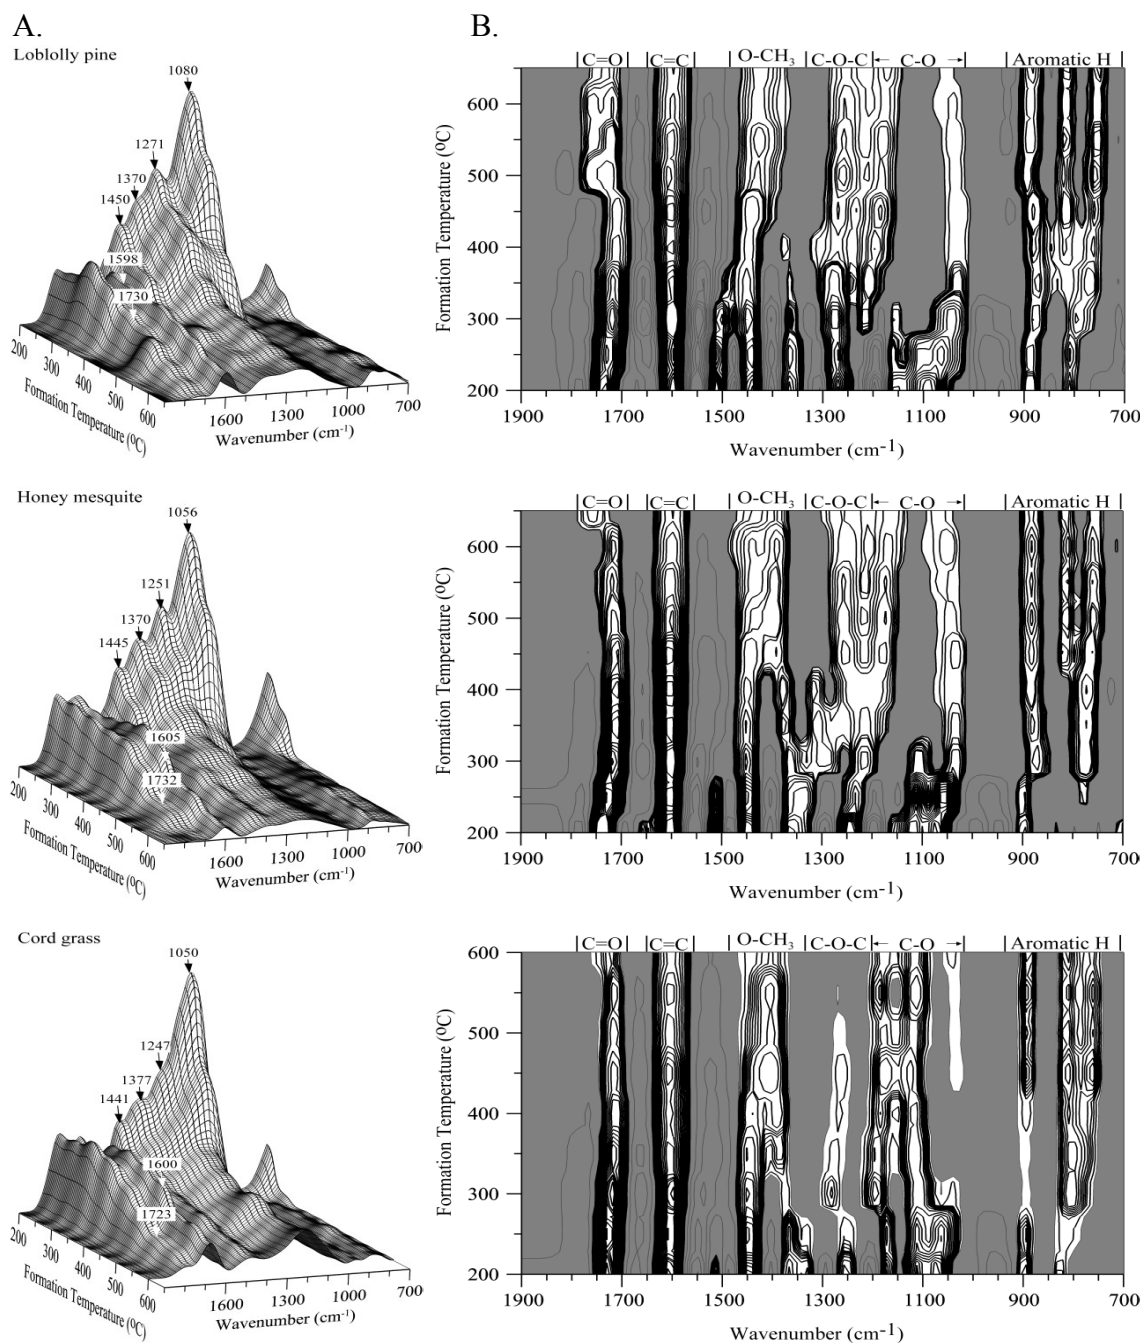 A.
B.
Loblolly pine
1080
1271
1370
1450
1598
1730
200
300
400
500
600
Formation Temperature (ºC)
1600
1300
1000
700
Wavenumber (cm-1)
C=O
C=C
O-CH3
C-O-C
← C-O →
Aromatic H
600
500
400
300
200
Formation Temperature (ºC)
1900
1700
1500
1300
1100
900
700
Wavenumber (cm-1)
Honey mesquite
1056
1251
1370
1445
1605
1732
200
300
400
500
600
Formation Temperature (ºC)
1600
1300
1000
700
Wavenumber (cm-1)
C=O
C=C
O-CH3
C-O-C
← C-O →
Aromatic H
600
500
400
300
200
Formation Temperature (ºC)
1900
1700
1500
1300
1100
900
700
Wavenumber (cm-1)
Cord grass
1050
1247
1377
1441
1600
1723
200
300
400
500
600
Formation Temperature (ºC)
1600
1300
1000
700
Wavenumber (cm-1)
C=O
C=C
O-CH3
C-O-C
← C-O →
Aromatic H
600
500
400
300
200
Formation Temperature (ºC)
1900
1700
1500
1300
1100
900
700
Wavenumber (cm-1)